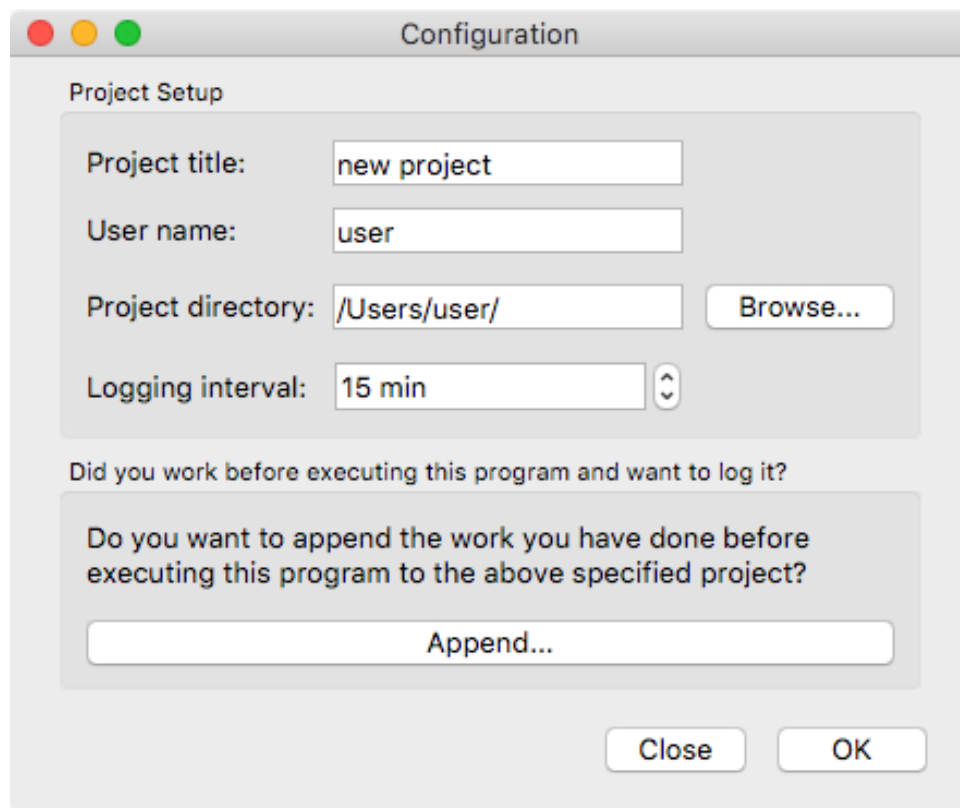 Configuration
Project Setup
Project title: new project
User name: user
Project directory: /Users/user/ Browse...
Logging interval: 15 min
Did you work before executing this program and want to log it?
Do you want to append the work you have done before
executing this program to the above specified project?
Append...
Close OK